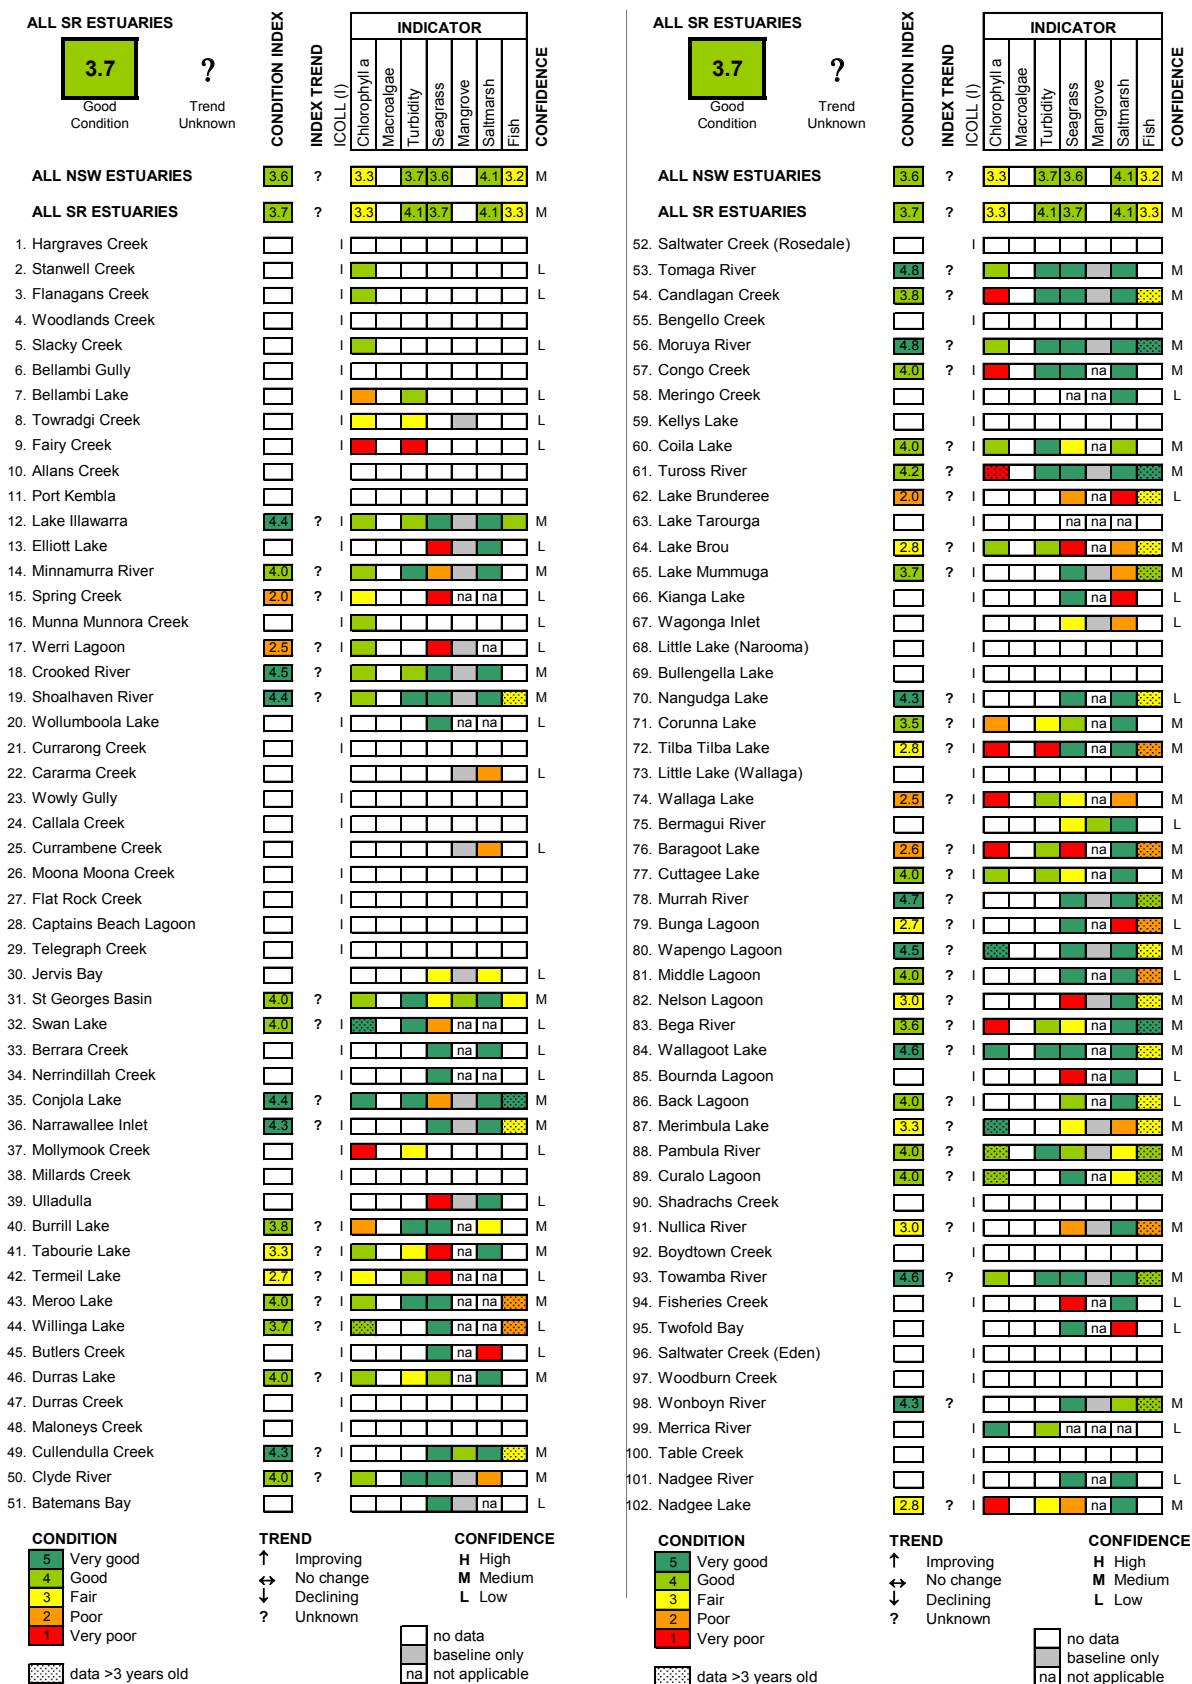 ALL SR ESTUARIES
3.7
Good
Condition
?
Trend
Unknown
CONDITION INDEX
INDEX TREND
ICOLL (I)
INDICATOR
Chlorophyll a
Macroalgae
Turbidity
Seagrass
Mangrove
Saltmarsh
Fish
CONFIDENCE
ALL NSW ESTUARIES 3.6 ? 3.3 3.7 3.6 4.1 3.2 M
ALL SR ESTUARIES 3.7 ? 3.3 4.1 3.7 4.1 3.3 M
1. Hargraves Creek I
2. Stanwell Creek I L
3. Flanagans Creek I L
4. Woodlands Creek I
5. Slacky Creek I L
6. Bellambi Gully I
7. Bellambi Lake I L
8. Towradgi Creek I L
9. Fairy Creek I L
10. Allans Creek
11. Port Kembla
12. Lake Illawarra 4.4 ? I M
13. Elliott Lake I L
14. Minnamurra River 4.0 ? M
15. Spring Creek 2.0 ? I na na L
16. Munna Munnora Creek I L
17. Werri Lagoon 2.5 ? I na L
18. Crooked River 4.5 ? M
19. Shoalhaven River 4.4 ? M
20. Wollumboola Lake I na na L
21. Currarong Creek I
22. Cararma Creek L
23. Wowly Gully I
24. Callala Creek I
25. Currambene Creek L
26. Moona Moona Creek I
27. Flat Rock Creek I
28. Captains Beach Lagoon I
29. Telegraph Creek I
30. Jervis Bay L
31. St Georges Basin 4.0 ? M
32. Swan Lake 4.0 ? I na na L
33. Berrara Creek I na L
34. Nerrindillah Creek I na na L
35. Conjola Lake 4.4 ? I M
36. Narrawallee Inlet 4.3 ? I M
37. Mollymook Creek I L
38. Millards Creek I
39. Ulladulla L
40. Burrill Lake 3.8 ? I na M
41. Tabourie Lake 3.3 ? I na M
42. Termeil Lake 2.7 ? I na na L
43. Meroo Lake 4.0 ? I na na M
44. Willinga Lake 3.7 ? I na na L
45. Butlers Creek I na L
46. Durras Lake 4.0 ? I na M
47. Durras Creek I
48. Maloneys Creek I
49. Cullendulla Creek 4.3 ? I M
50. Clyde River 4.0 ? M
51. Batemans Bay na L
CONDITION
5 Very good
4 Good
3 Fair
2 Poor
1 Very poor
data >3 years old
TREND
↑ Improving
↔ No change
↓ Declining
? Unknown
CONFIDENCE
H High
M Medium
L Low
no data
baseline only
na not applicable
ALL SR ESTUARIES
3.7
Good
Condition
?
Trend
Unknown
CONDITION INDEX
INDEX TREND
ICOLL (I)
INDICATOR
Chlorophyll a
Macroalgae
Turbidity
Seagrass
Mangrove
Saltmarsh
Fish
CONFIDENCE
ALL NSW ESTUARIES 3.6 ? 3.3 3.7 3.6 4.1 3.2 M
ALL SR ESTUARIES 3.7 ? 3.3 4.1 3.7 4.1 3.3 M
52. Saltwater Creek (Rosedale) I
53. Tomaga River 4.8 ? M
54. Candlagan Creek 3.8 ? M
55. Bengello Creek I
56. Moruya River 4.8 ? M
57. Congo Creek 4.0 ? I na M
58. Meringo Creek I na na L
59. Kellys Lake I
60. Coila Lake 4.0 ? I na M
61. Tuross River 4.2 ? M
62. Lake Brunderee 2.0 ? I na L
63. Lake Tarourga I na na na
64. Lake Brou 2.8 ? I na M
65. Lake Mummuga 3.7 ? I M
66. Kianga Lake I na L
67. Wagonga Inlet L
68. Little Lake (Narooma) I
69. Bullengella Lake I
70. Nangudga Lake 4.3 ? I na L
71. Corunna Lake 3.5 ? I na M
72. Tilba Tilba Lake 2.8 ? I na M
73. Little Lake (Wallaga) I
74. Wallaga Lake 2.5 ? I na M
75. Bermagui River L
76. Baragoot Lake 2.6 ? I na M
77. Cuttagee Lake 4.0 ? I na M
78. Murrah River 4.7 ? M
79. Bunga Lagoon 2.7 ? I na L
80. Wapengo Lagoon 4.5 ? M
81. Middle Lagoon 4.0 ? I na L
82. Nelson Lagoon 3.0 ? M
83. Bega River 3.6 ? I na M
84. Wallagoot Lake 4.6 ? I na M
85. Bournda Lagoon I na L
86. Back Lagoon 4.0 ? I na L
87. Merimbula Lake 3.3 ? M
88. Pambula River 4.0 ? M
89. Curalo Lagoon 4.0 ? I na M
90. Shadrachs Creek I
91. Nullica River 3.0 ? I M
92. Boydtown Creek I
93. Towamba River 4.6 ? M
94. Fisheries Creek I na L
95. Twofold Bay na L
96. Saltwater Creek (Eden) I
97. Woodburn Creek I
98. Wonboyn River 4.3 ? M
99. Merrica River I na na na L
100. Table Creek I
101. Nadgee River I na L
102. Nadgee Lake 2.8 ? I na M
CONDITION
5 Very good
4 Good
3 Fair
2 Poor
1 Very poor
data >3 years old
TREND
↑ Improving
↔ No change
↓ Declining
? Unknown
CONFIDENCE
H High
M Medium
L Low
no data
baseline only
na not applicable